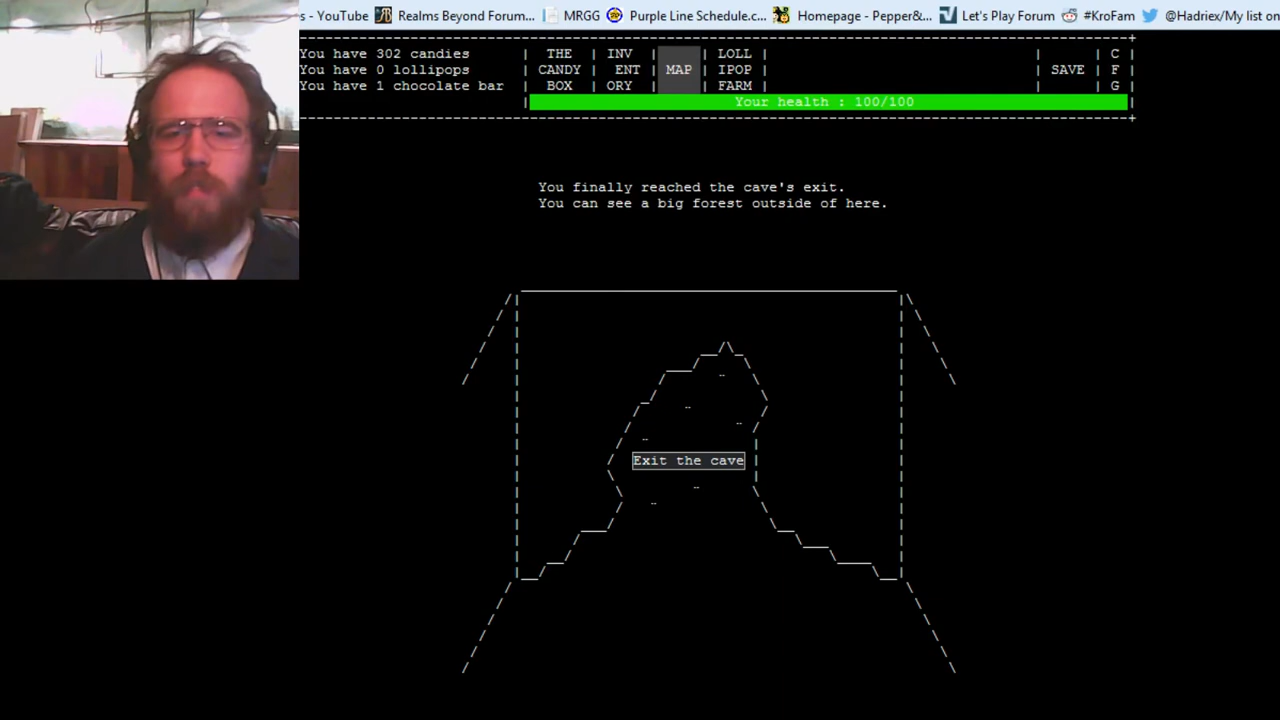 s - YouTube Realms Beyond Forum... MRGG Purple Line Schedule.c... Homepage - Pepper&... Let's Play Forum #KroFam @Hadriex/My list on
You have 302 candies
You have 0 lollipops
You have 1 chocolate bar
THE CANDY BOX
INV ENT ORY
MAP
LOLL IPOP FARM
SAVE
C F G
Your health : 100/100
You finally reached the cave's exit.
You can see a big forest outside of here.
Exit the cave